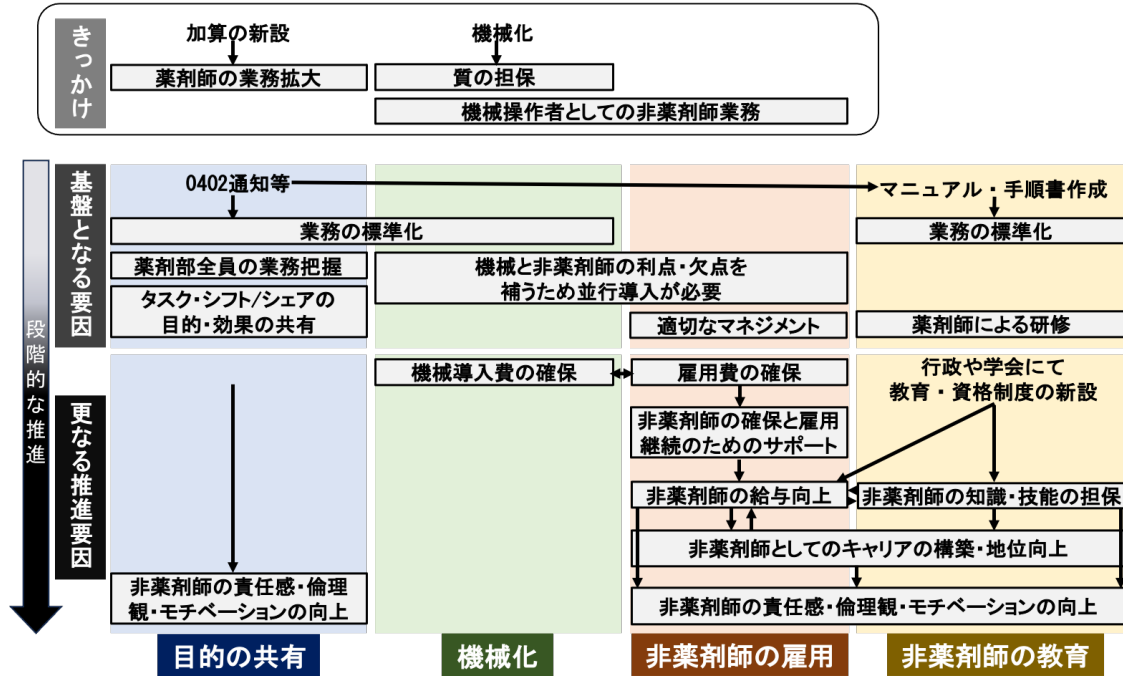 きっかけ
加算の新設
機械化
薬剤師の業務拡大
質の担保
機械操作者としての非薬剤師業務
段階的な推進
基盤となる要因
0402通知等
マニュアル・手順書作成
業務の標準化
業務の標準化
薬剤部全員の業務把握
機械と非薬剤師の利点・欠点を
補うため並行導入が必要
タスク・シフト/シェアの
目的・効果の共有
適切なマネジメント
薬剤師による研修
更なる推進要因
機械導入費の確保
雇用費の確保
行政や学会にて
教育・資格制度の新設
非薬剤師の確保と雇用
継続のためのサポート
非薬剤師の給与向上
非薬剤師の知識・技能の担保
非薬剤師としてのキャリアの構築・地位向上
非薬剤師の責任感・倫理
観・モチベーションの向上
非薬剤師の責任感・倫理観・モチベーションの向上
目的の共有
機械化
非薬剤師の雇用
非薬剤師の教育